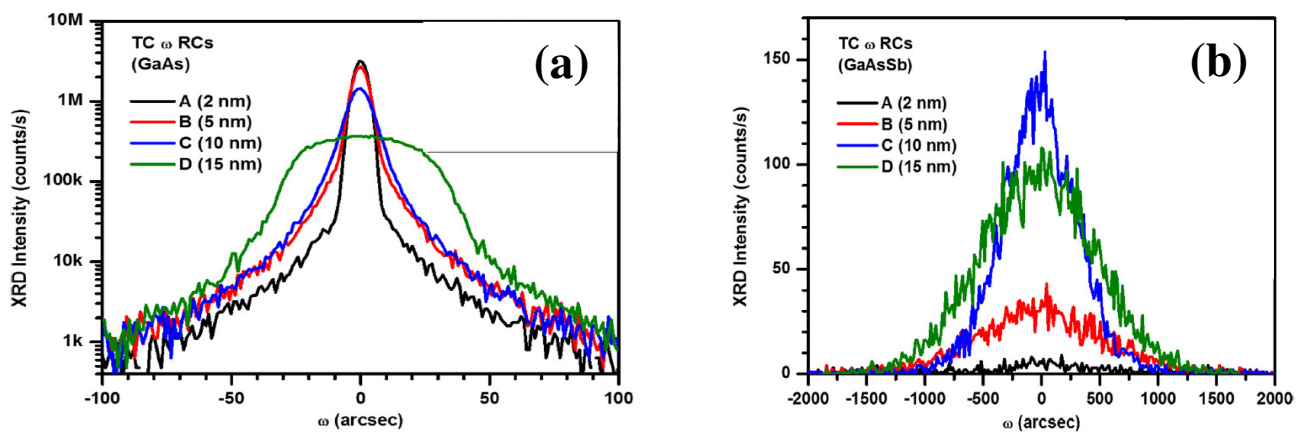 10M
1M
100k
10k
1k
XRD Intensity (counts/s)
TC ω RCs
(GaAs)
A (2 nm)
B (5 nm)
C (10 nm)
D (15 nm)
(a)
-100 -50 0 50 100
ω (arcsec)
150
100
50
0
XRD Intensity (counts/s)
TC ω RCs
(GaAsSb)
A (2 nm)
B (5 nm)
C (10 nm)
D (15 nm)
(b)
-2000 -1500 -1000 -500 0 500 1000 1500 2000
ω (arcsec)